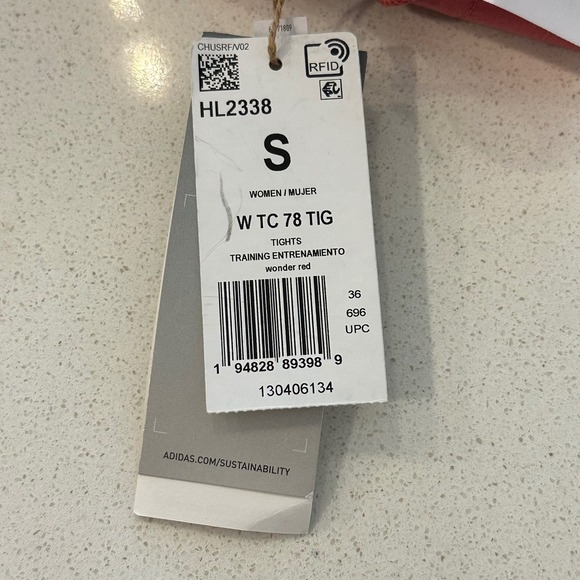 CHUSRF/V02
RFID
HL2338
S
WOMEN / MUJER
W TC 78 TIG
TIGHTS
TRAINING ENTRENAMIENTO
wonder red
36
696
UPC
1 94828 89398 9
130406134
ADIDAS.COM/SUSTAINABILITY